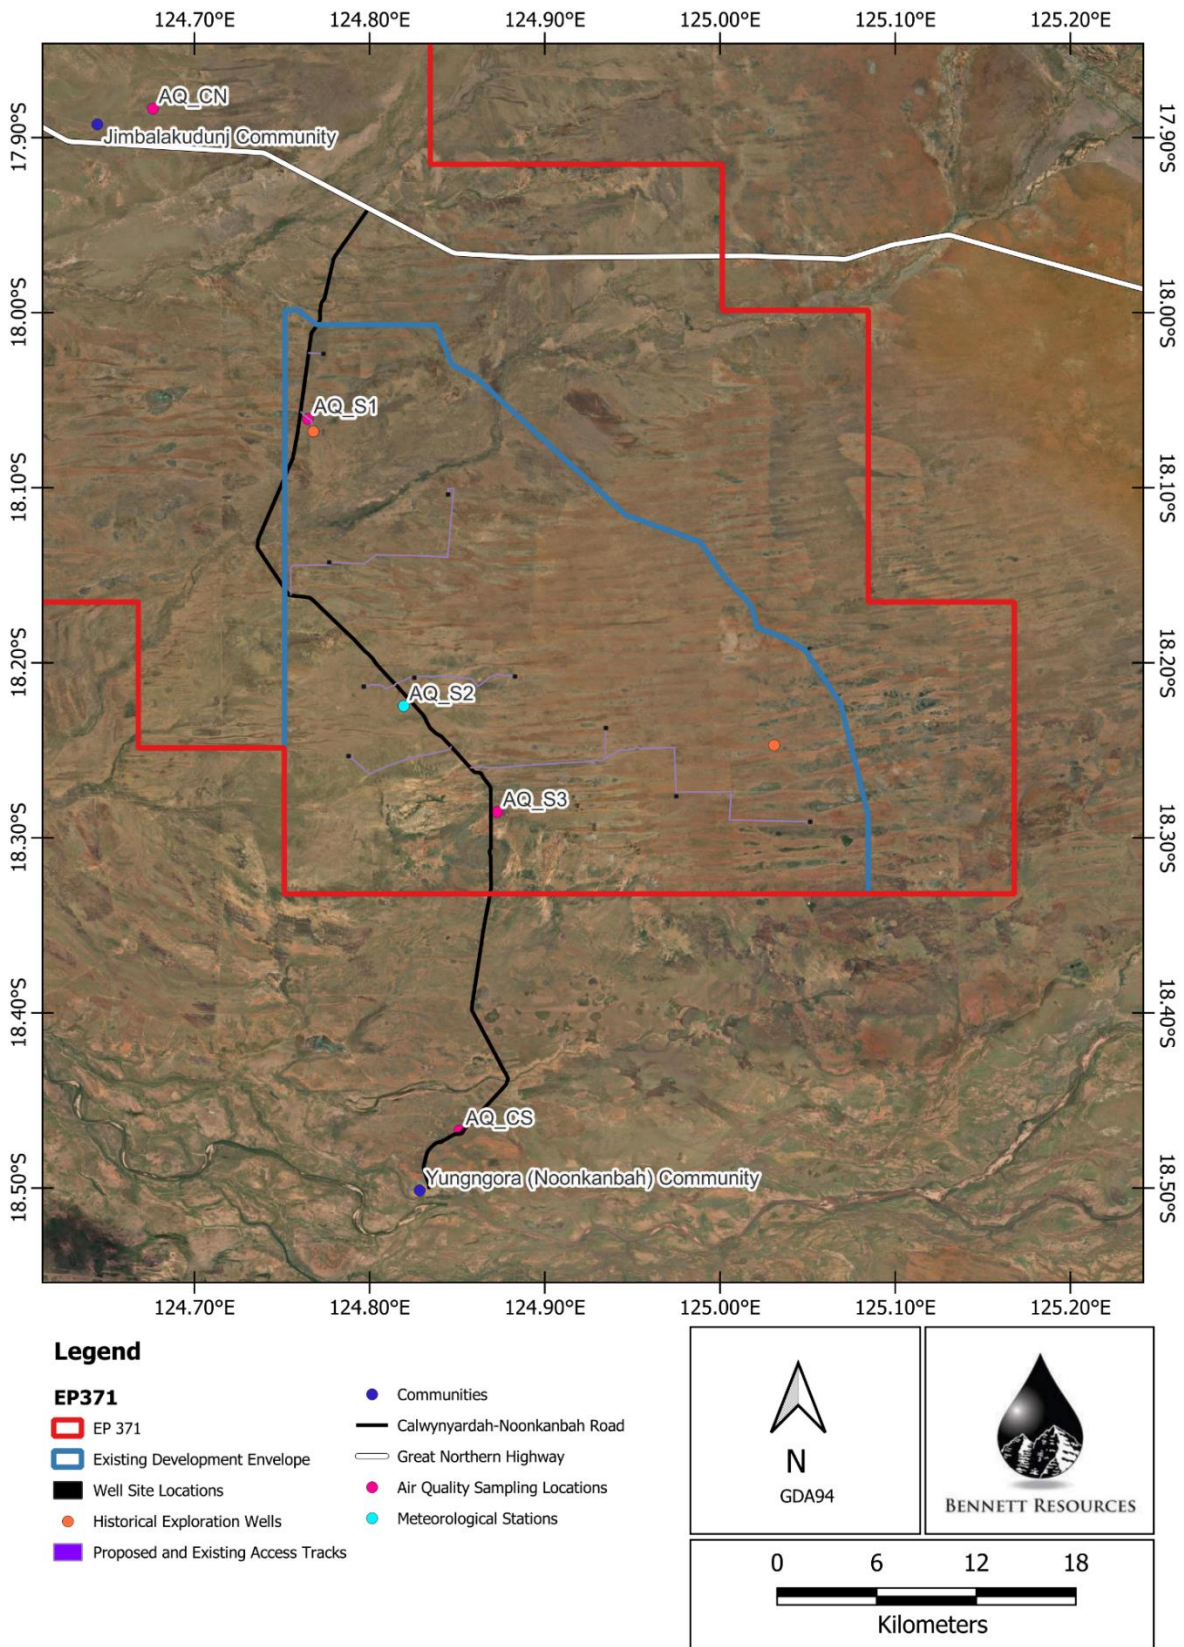 124.70°E 124.80°E 124.90°E 125.00°E 125.10°E 125.20°E
AQ_CN
Jimbalakudunj Community
17.90°S 17.90°S
18.00°S 18.00°S
AQ_S1
18.10°S 18.10°S
18.20°S 18.20°S
AQ_S2
AQ_S3
18.30°S 18.30°S
18.40°S 18.40°S
AQ_CS
Yungngora (Noonkanbah) Community
18.50°S 18.50°S
124.70°E 124.80°E 124.90°E 125.00°E 125.10°E 125.20°E
Legend
EP371
EP 371
Existing Development Envelope
Well Site Locations
Historical Exploration Wells
Proposed and Existing Access Tracks
Communities
Calwynyardah-Noonkanbah Road
Great Northern Highway
Air Quality Sampling Locations
Meteorological Stations
N
GDA94
BENNETT RESOURCES
0 6 12 18
Kilometers